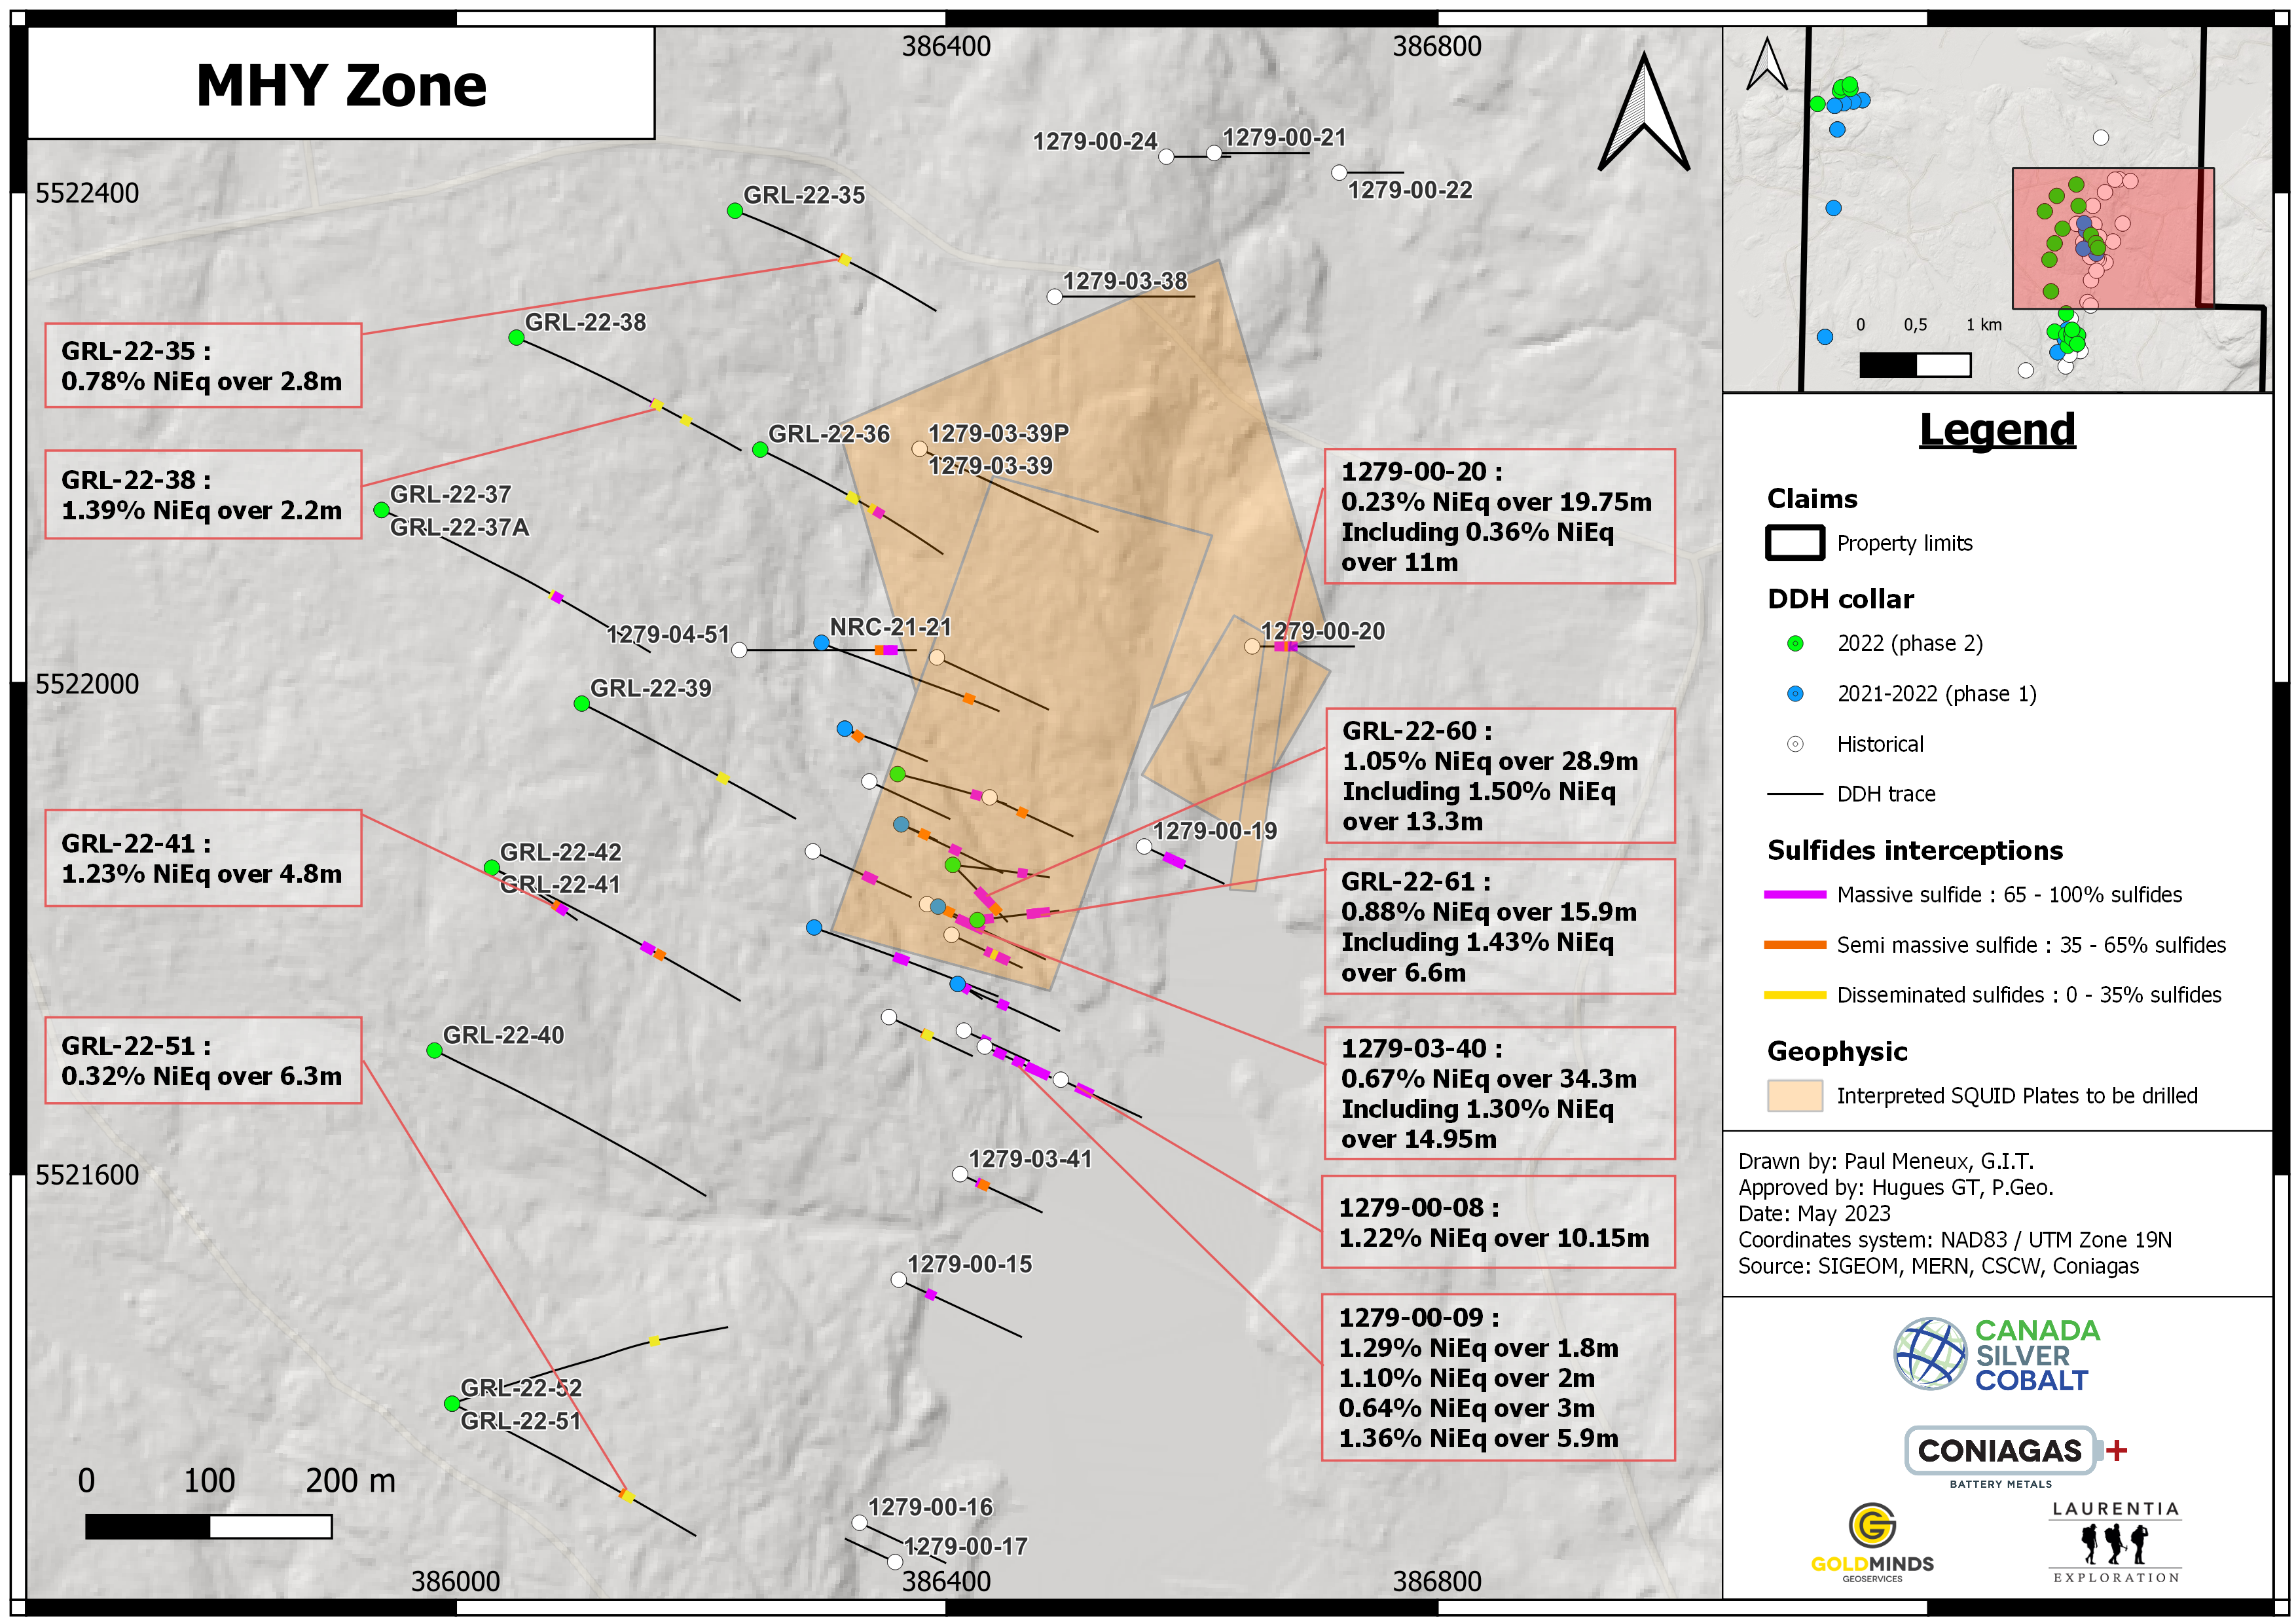 MHY Zone
386400
386800
5522400
5522000
5521600
1279-00-24
1279-00-21
1279-00-22
GRL-22-35
1279-03-38
GRL-22-38
GRL-22-36
1279-03-39P
1279-03-39
GRL-22-37
GRL-22-37A
1279-04-51
NRC-21-21
1279-00-20
GRL-22-39
1279-00-19
GRL-22-42
GRL-22-41
GRL-22-40
1279-03-41
1279-00-15
GRL-22-52
GRL-22-51
1279-00-16
1279-00-17
GRL-22-35 :
0.78% NiEq over 2.8m
GRL-22-38 :
1.39% NiEq over 2.2m
GRL-22-41 :
1.23% NiEq over 4.8m
GRL-22-51 :
0.32% NiEq over 6.3m
1279-00-20 :
0.23% NiEq over 19.75m
Including 0.36% NiEq
over 11m
GRL-22-60 :
1.05% NiEq over 28.9m
Including 1.50% NiEq
over 13.3m
GRL-22-61 :
0.88% NiEq over 15.9m
Including 1.43% NiEq
over 6.6m
1279-03-40 :
0.67% NiEq over 34.3m
Including 1.30% NiEq
over 14.95m
1279-00-08 :
1.22% NiEq over 10.15m
1279-00-09 :
1.29% NiEq over 1.8m
1.10% NiEq over 2m
0.64% NiEq over 3m
1.36% NiEq over 5.9m
0 100 200 m
386000
386400
386800
0 0,5 1 km
Legend
Claims
Property limits
DDH collar
2022 (phase 2)
2021-2022 (phase 1)
Historical
DDH trace
Sulfides interceptions
Massive sulfide : 65 - 100% sulfides
Semi massive sulfide : 35 - 65% sulfides
Disseminated sulfides : 0 - 35% sulfides
Geophysic
Interpreted SQUID Plates to be drilled
Drawn by: Paul Meneux, G.I.T.
Approved by: Hugues GT, P.Geo.
Date: May 2023
Coordinates system: NAD83 / UTM Zone 19N
Source: SIGEOM, MERN, CSCW, Coniagas
CANADA
SILVER
COBALT
CONIAGAS +
BATTERY METALS
GOLDMINDS
GEOSERVICES
LAURENTIA
EXPLORATION